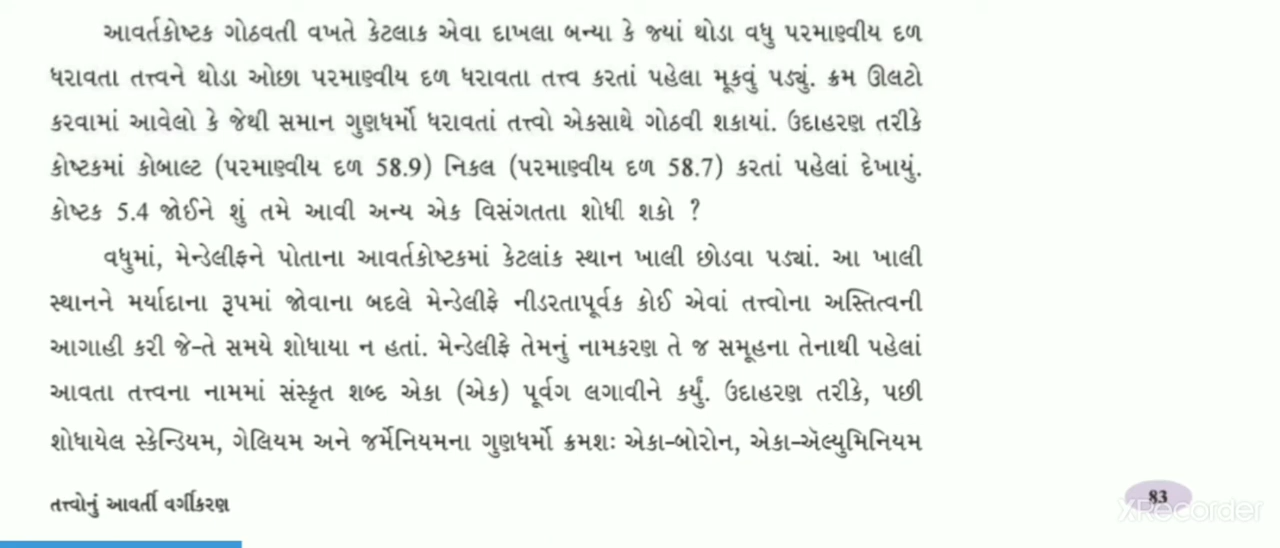 આવર્તકોષ્ટક ગોઠવતી વખતે કેટલાક એવા દાખલા બન્યા કે જ્યાં થોડા વધુ પરમાણ્વીય દળ
ધરાવતા તત્ત્વને થોડા ઓછા પરમાણ્વીય દળ ધરાવતા તત્ત્વ કરતાં પહેલા મૂકવું પડ્યું. ક્રમ ઊલટો
કરવામાં આવેલો કે જેથી સમાન ગુણધર્મો ધરાવતાં તત્ત્વો એકસાથે ગોઠવી શકાયાં. ઉદાહરણ તરીકે
કોષ્ટકમાં કોબાલ્ટ (પરમાણ્વીય દળ 58.9) નિકલ (પરમાણ્વીય દળ 58.7) કરતાં પહેલાં દેખાયું.
કોષ્ટક 5.4 જોઈને શું તમે આવી અન્ય એક વિસંગતતા શોધી શકો ?
વધુમાં, મેન્ડેલીફને પોતાના આવર્તકોષ્ટકમાં કેટલાંક સ્થાન ખાલી છોડવા પડ્યાં. આ ખાલી
સ્થાનને મર્યાદાના રૂપમાં જોવાના બદલે મેન્ડેલીફે નીડરતાપૂર્વક કોઈ એવાં તત્ત્વોના અસ્તિત્વની
આગાહી કરી જે-તે સમયે શોધાયા ન હતાં. મેન્ડેલીફે તેમનું નામકરણ તે જ સમૂહના તેનાથી પહેલાં
આવતા તત્ત્વના નામમાં સંસ્કૃત શબ્દ એકા (એક) પૂર્વગ લગાવીને કર્યું. ઉદાહરણ તરીકે, પછી
શોધાયેલ સ્કેન્ડિયમ, ગેલિયમ અને જર્મેનિયમના ગુણધર્મો ક્રમશઃ એકા-બોરોન, એકા-ઍલ્યુમિનિયમ
તત્ત્વોનું આવર્તી વર્ગીકરણ
83
XRecorder